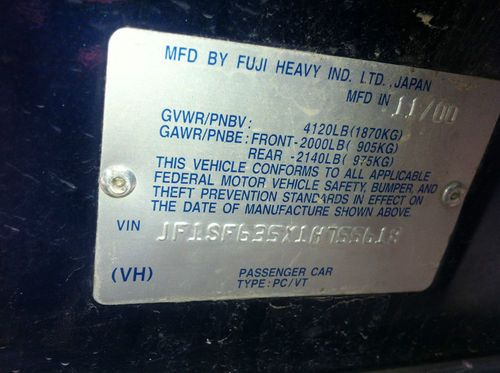 MFD BY FUJI HEAVY IND. LTD., JAPAN
MFD IN 11/00
GVWR/PNBV: 4120LB(1870KG)
GAWR/PNBE: FRONT-2000LB( 905KG)
REAR -2140LB( 975KG)
THIS VEHICLE CONFORMS TO ALL APPLICABLE
FEDERAL MOTOR VEHICLE SAFETY, BUMPER, AND
THEFT PREVENTION STANDARDS IN EFFECT ON
THE DATE OF MANUFACTURE SHOWN ABOVE.
VIN
(VH) PASSENGER CAR
TYPE: PC/VT